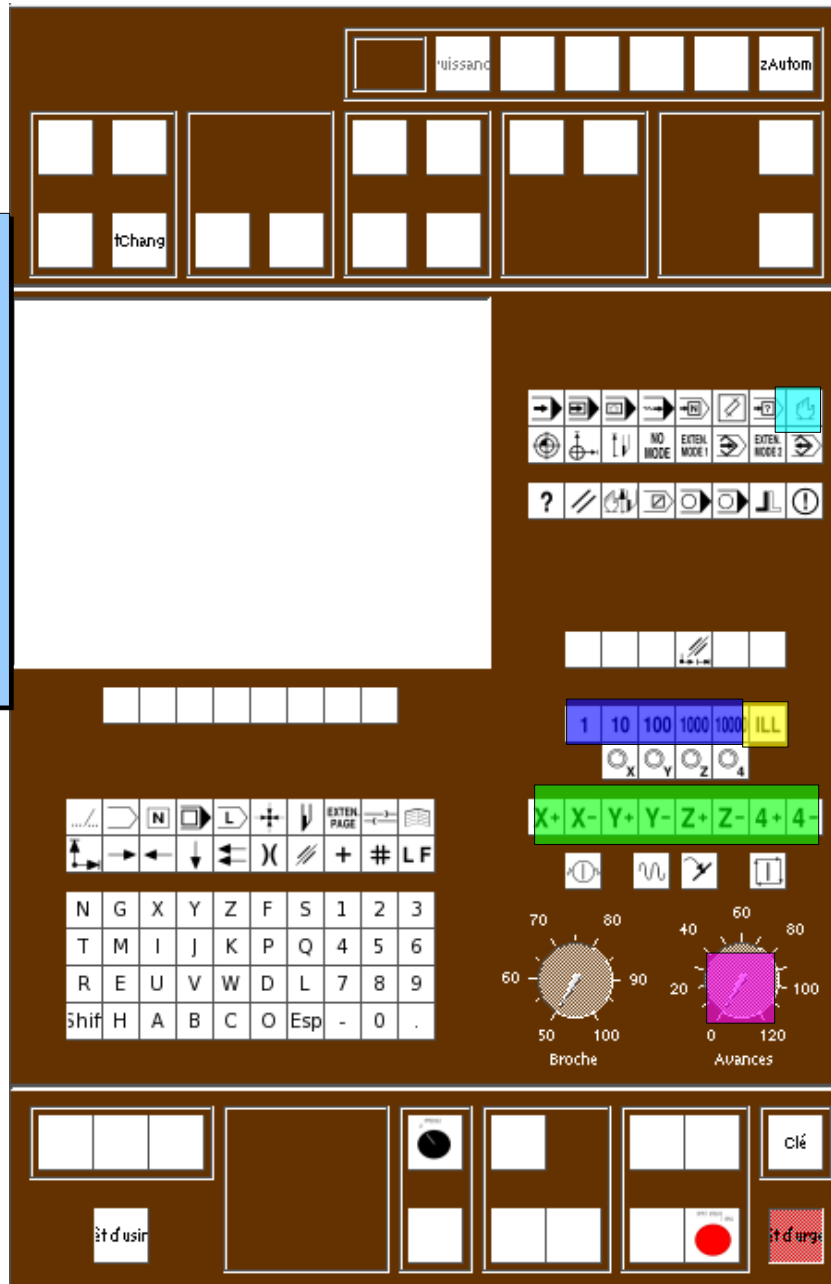 uissanc
zAutom
tChang
N
?
NO MODE
EXTEN. MODE 1
EXTEN. MODE 2
?
1 10 100 1000 10000 ILL
X Y Z 4
X+ X- Y+ Y- Z+ Z- 4+ 4-
.../... N L EXTEN. PAGE
+ # L F
N G X Y Z F S 1 2 3
T M I J K P Q 4 5 6
R E U V W D L 7 8 9
Shif H A B C O Esp - 0 .
70 80
60 90
50 100
Broche
60
40 80
20 100
0 120
Avances
Clé
êt d'usin
êt d'urge